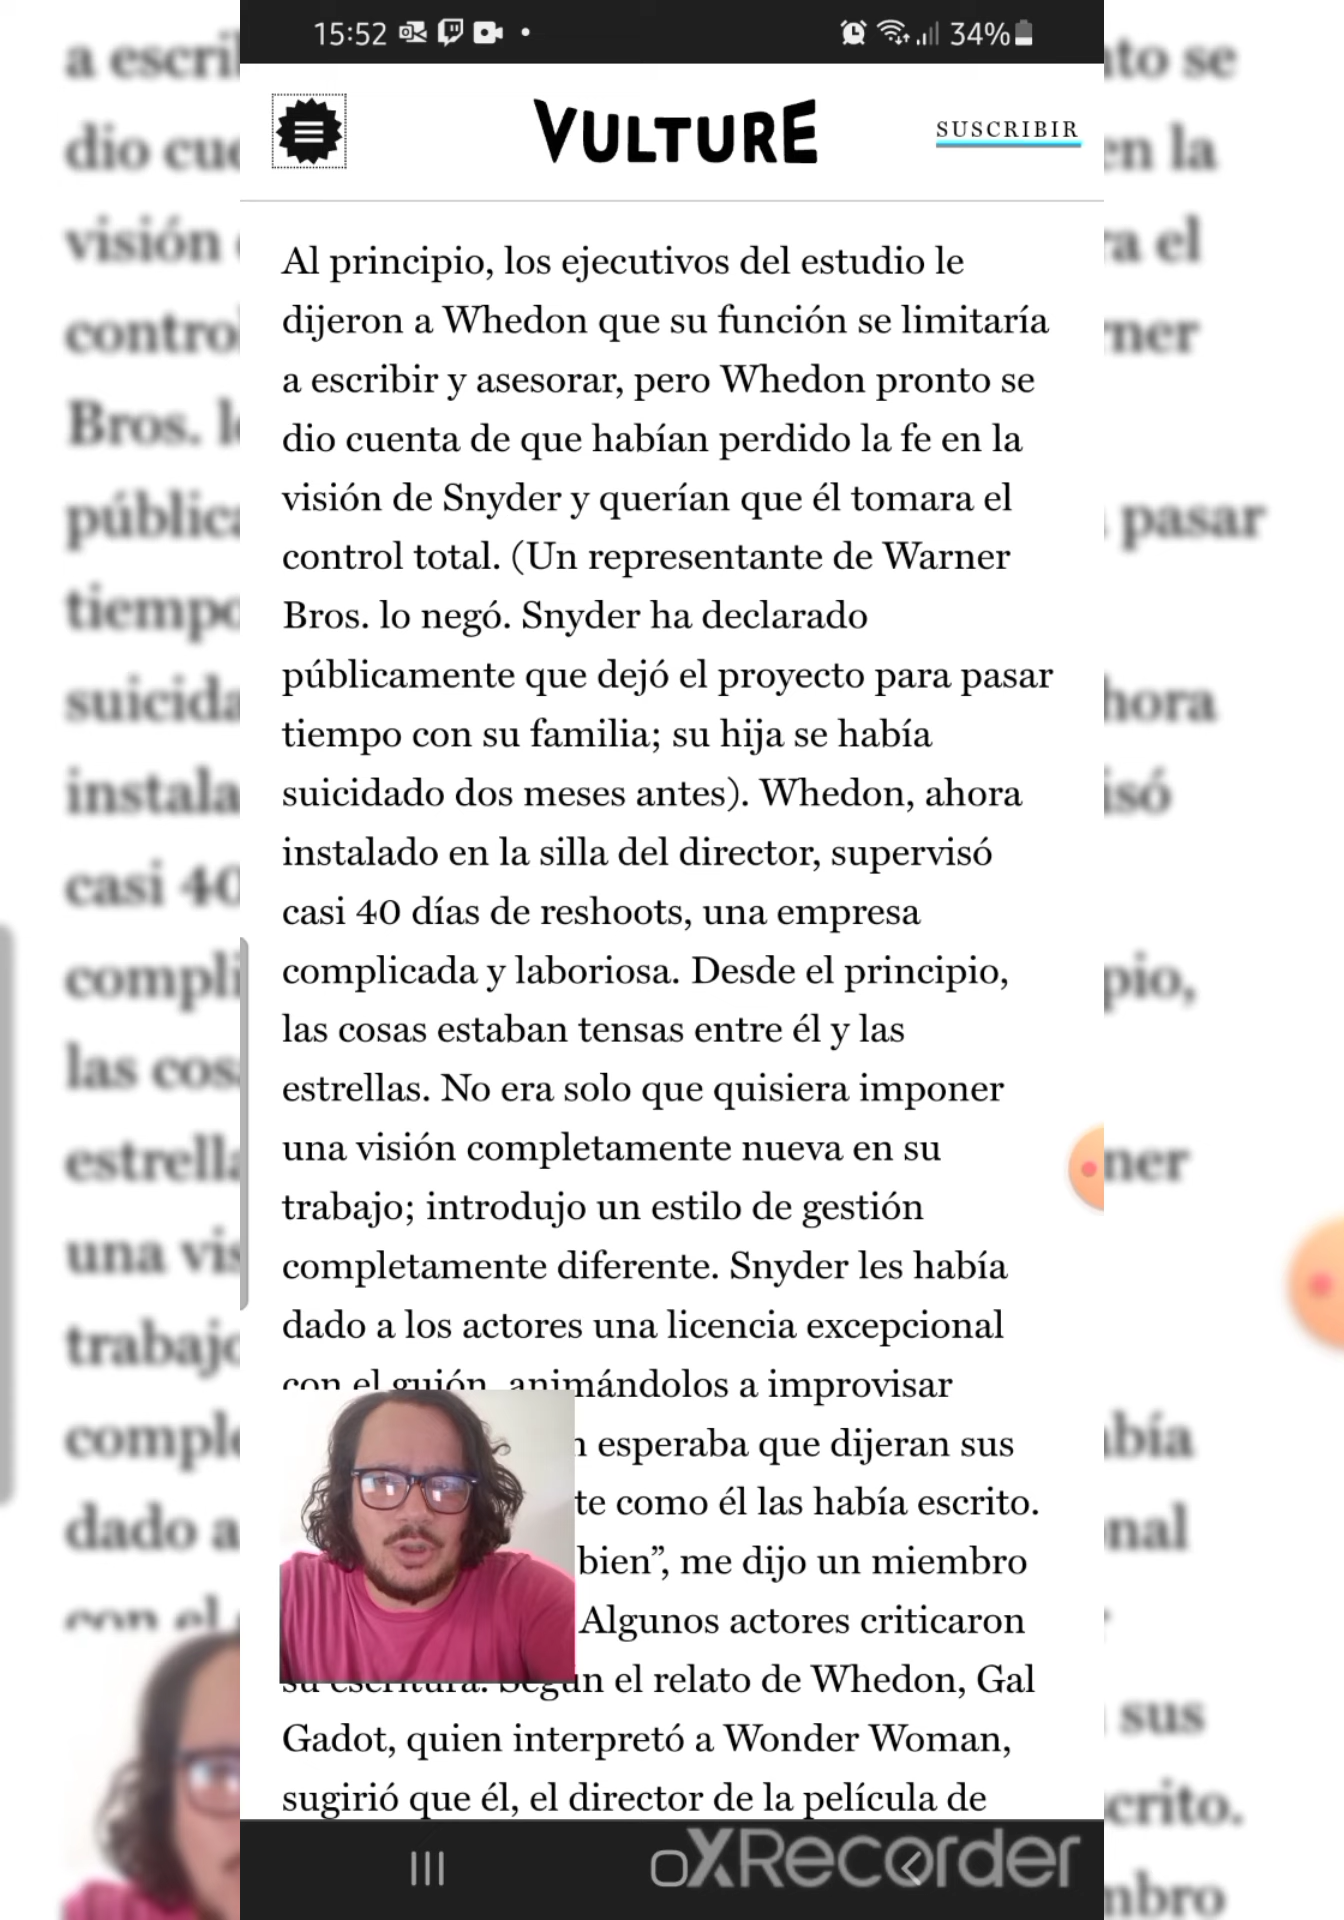 15:52
34%
VULTURE
SUSCRIBIR
Al principio, los ejecutivos del estudio le
dijeron a Whedon que su función se limitaría
a escribir y asesorar, pero Whedon pronto se
dio cuenta de que habían perdido la fe en la
visión de Snyder y querían que él tomara el
control total. (Un representante de Warner
Bros. lo negó. Snyder ha declarado
públicamente que dejó el proyecto para pasar
tiempo con su familia; su hija se había
suicidado dos meses antes). Whedon, ahora
instalado en la silla del director, supervisó
casi 40 días de reshoots, una empresa
complicada y laboriosa. Desde el principio,
las cosas estaban tensas entre él y las
estrellas. No era solo que quisiera imponer
una visión completamente nueva en su
trabajo; introdujo un estilo de gestión
completamente diferente. Snyder les había
dado a los actores una licencia excepcional
con el guión, animándolos a improvisar
n esperaba que dijeran sus
te como él las había escrito.
bien”, me dijo un miembro
Algunos actores criticaron
su escritura. Según el relato de Whedon, Gal
Gadot, quien interpretó a Wonder Woman,
sugirió que él, el director de la película de
XRecorder